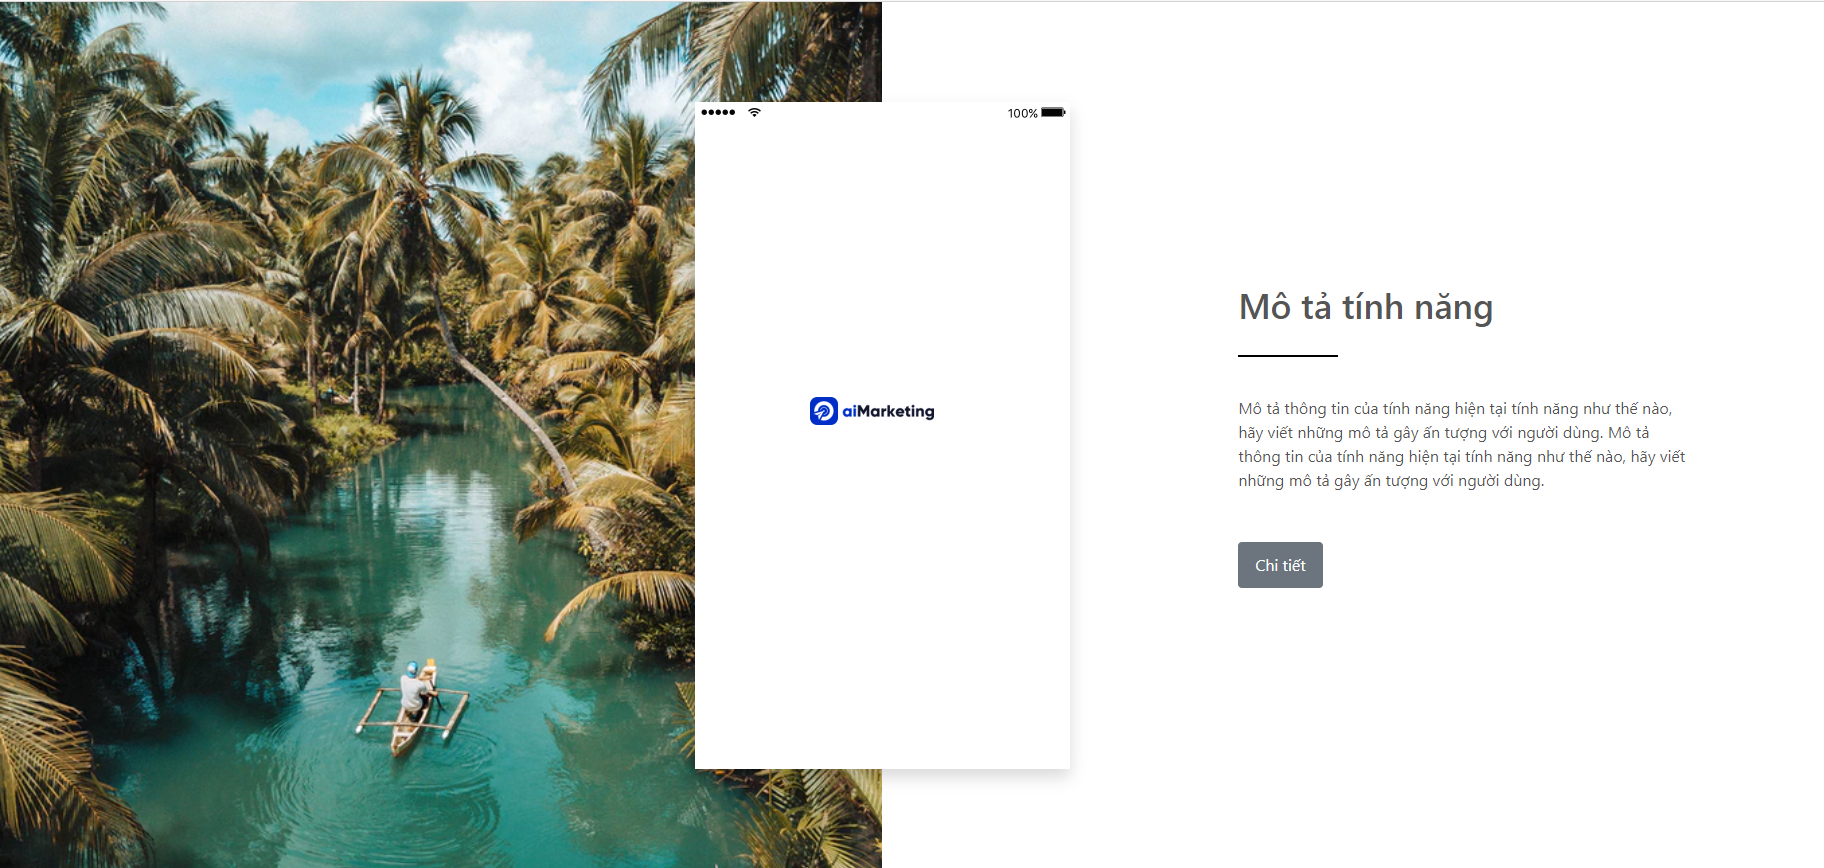 100%
aiMarketing
Mô tả tính năng
Mô tả thông tin của tính năng hiện tại tính năng như thế nào,
hãy viết những mô tả gây ấn tượng với người dùng. Mô tả
thông tin của tính năng hiện tại tính năng như thế nào, hãy viết
những mô tả gây ấn tượng với người dùng.
Chi tiết